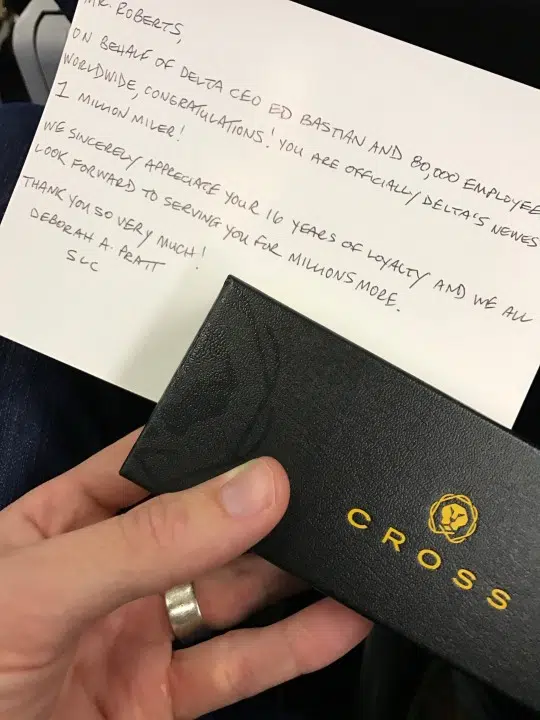 MR. ROBERTS,
ON BEHALF OF DELTA CEO ED BASTIAN AND 80,000 EMPLOYEE
WORLDWIDE, CONGRATULATIONS! YOU ARE OFFICIALLY DELTA'S NEWES
1 MILLION MILER!
WE SINCERELY APPRECIATE YOUR 16 YEARS OF LOYALTY AND WE ALL
LOOK FORWARD TO SERVING YOU FOR MILLIONS MORE.
THANK YOU SO VERY MUCH!
DEBORAH A. PRATT
SLC
CROSS